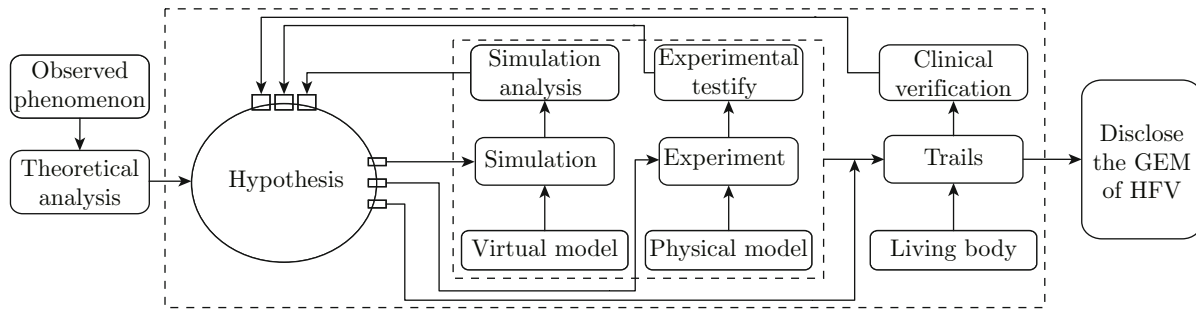 Observed
phenomenon
Theoretical
analysis
Hypothesis
Simulation
analysis
Simulation
Virtual model
Experimental
testify
Experiment
Physical model
Clinical
verification
Trails
Living body
Disclose
the GEM
of HFV